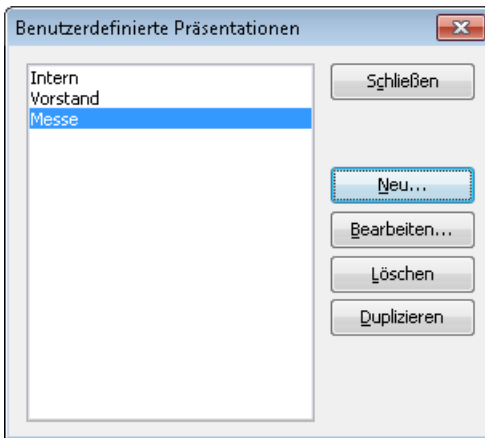 Benutzerdefinierte Präsentationen
Intern
Vorstand
Messe
Schließen
Neu...
Bearbeiten...
Löschen
Duplizieren